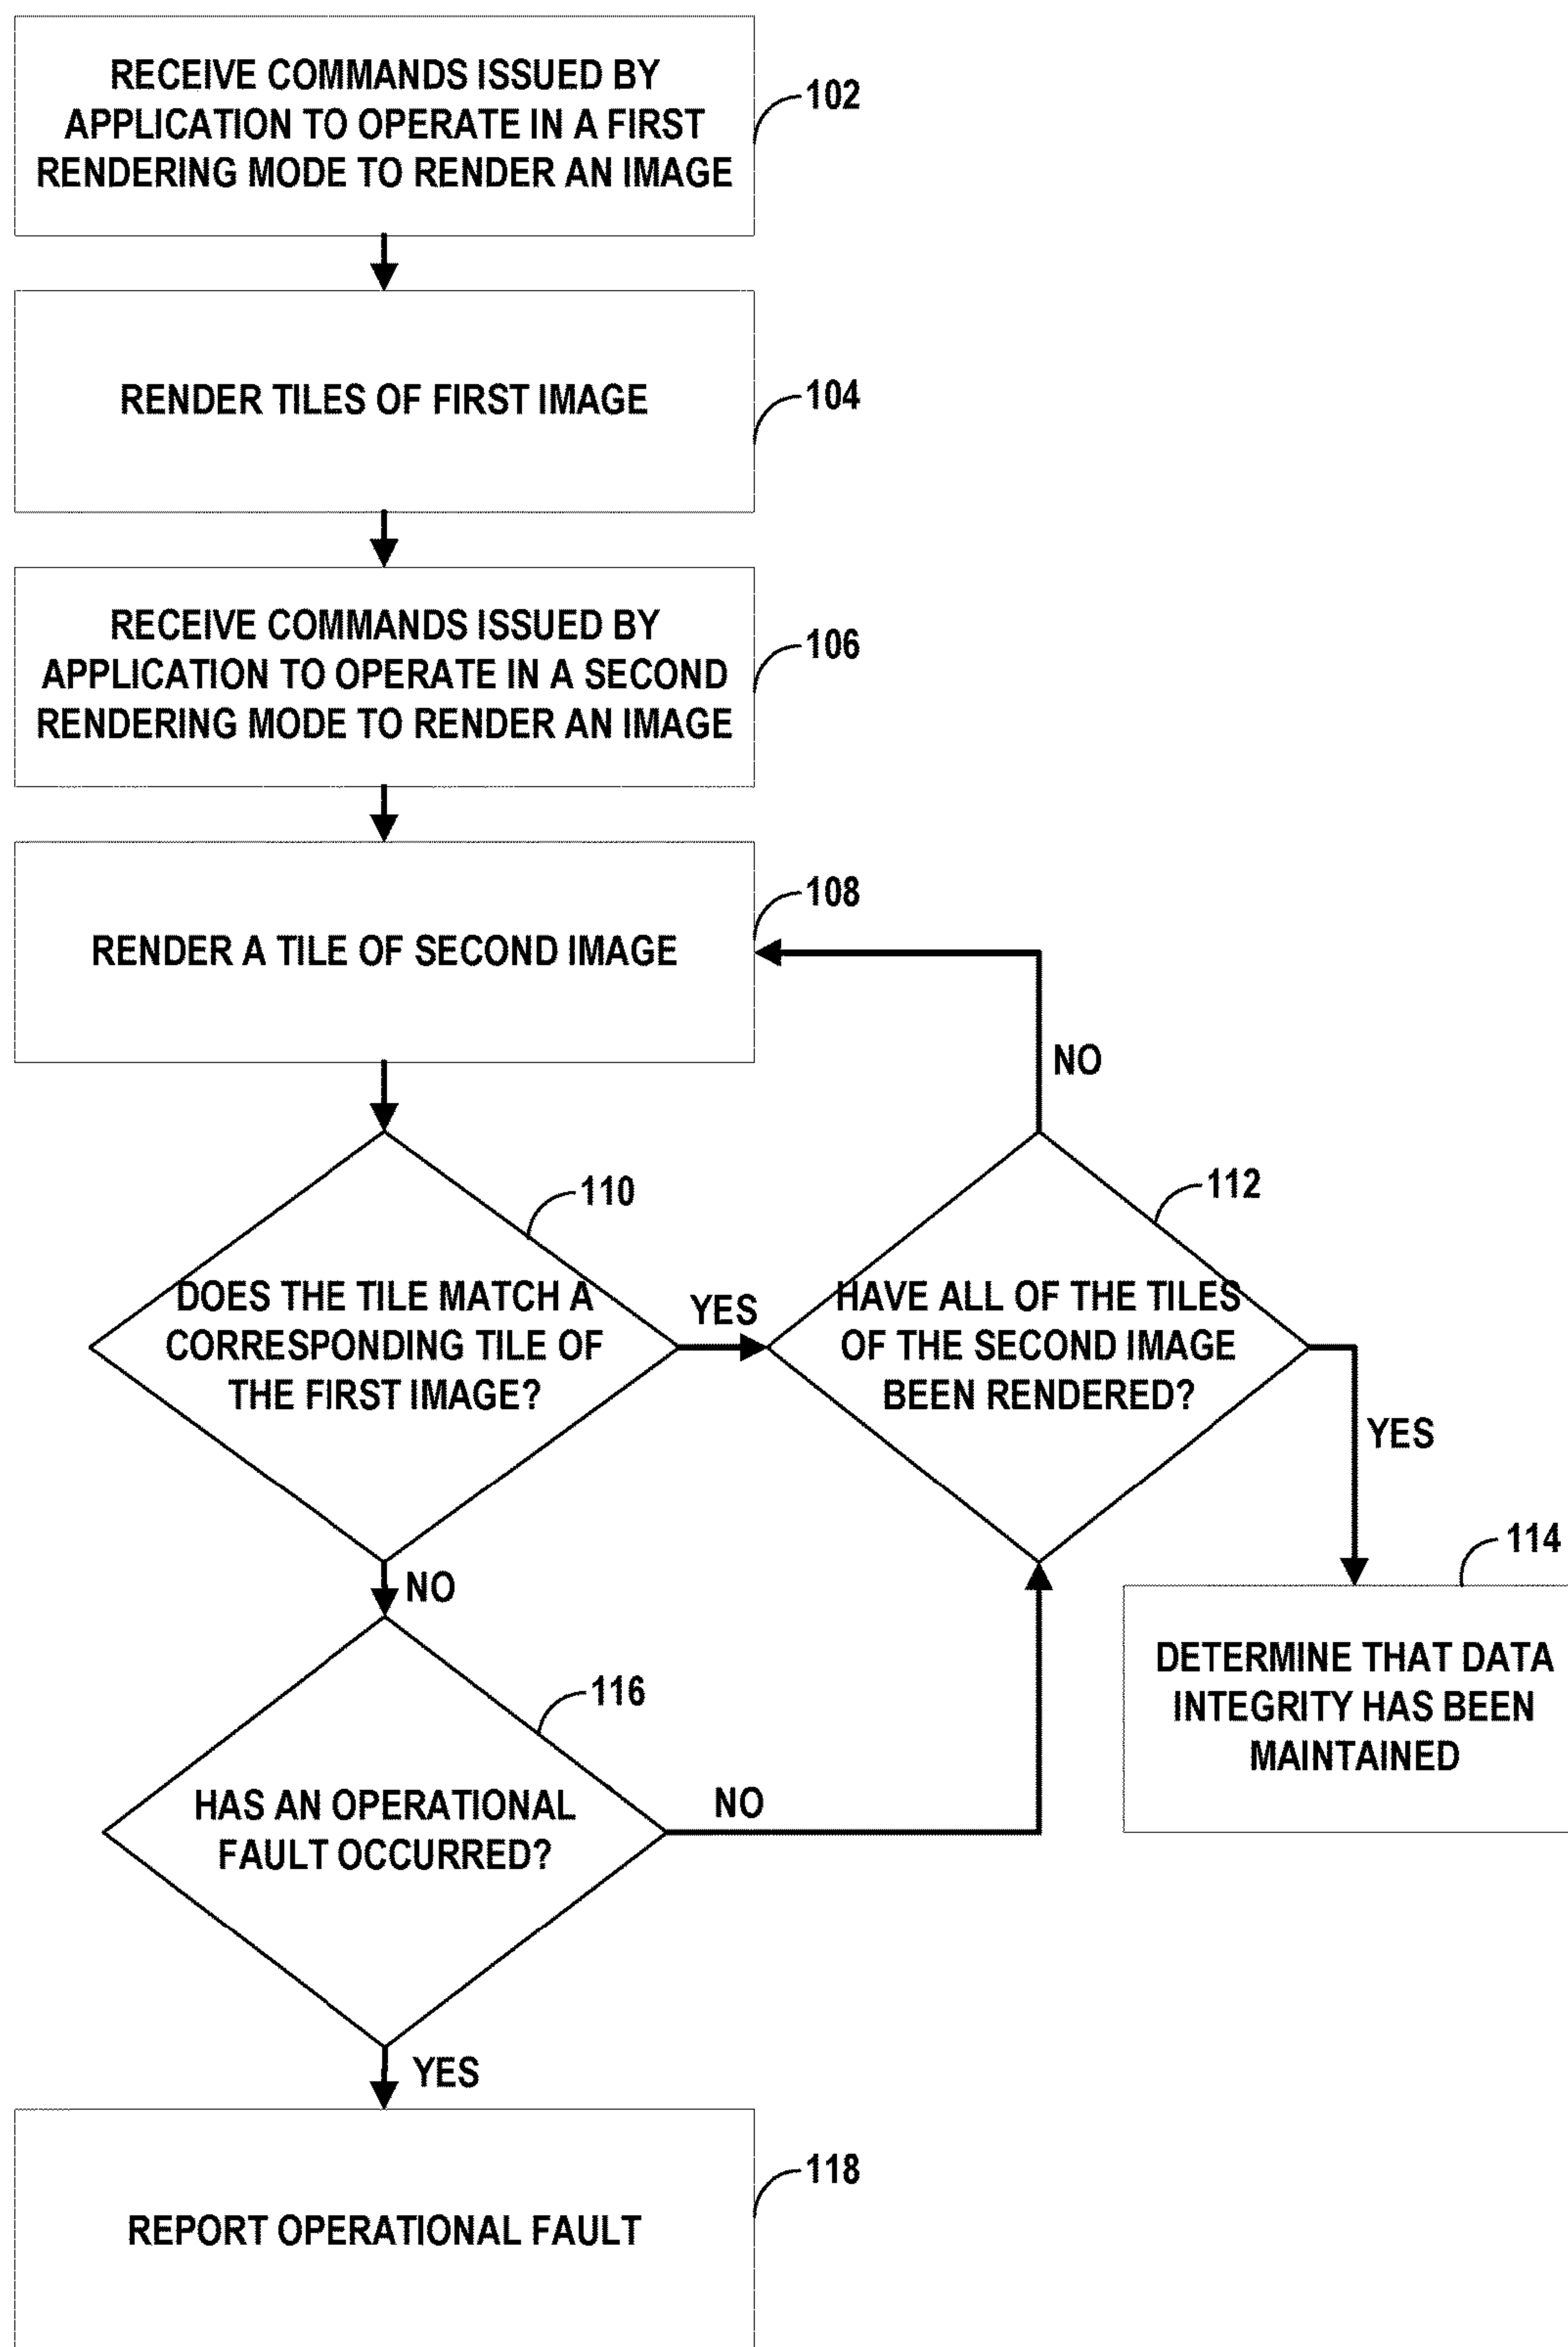 RECEIVE COMMANDS ISSUED BY
APPLICATION TO OPERATE IN A FIRST
RENDERING MODE TO RENDER AN IMAGE
102
RENDER TILES OF FIRST IMAGE
104
RECEIVE COMMANDS ISSUED BY
APPLICATION TO OPERATE IN A SECOND
RENDERING MODE TO RENDER AN IMAGE
106
RENDER A TILE OF SECOND IMAGE
108
NO
DOES THE TILE MATCH A
CORRESPONDING TILE OF
THE FIRST IMAGE?
110
YES
HAVE ALL OF THE TILES
OF THE SECOND IMAGE
BEEN RENDERED?
112
YES
NO
DETERMINE THAT DATA
INTEGRITY HAS BEEN
MAINTAINED
114
HAS AN OPERATIONAL
FAULT OCCURRED?
116
NO
YES
REPORT OPERATIONAL FAULT
118